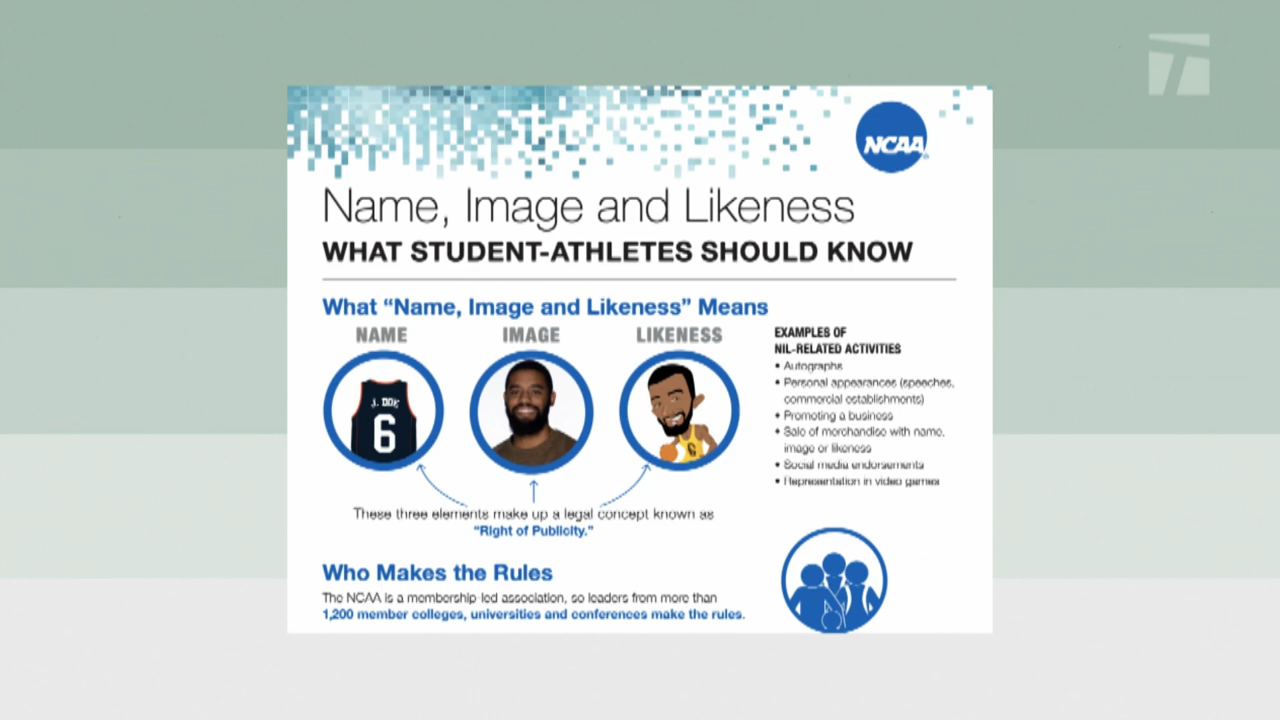 NCAA
Name, Image and Likeness
WHAT STUDENT-ATHLETES SHOULD KNOW
What “Name, Image and Likeness” Means
NAME IMAGE LIKENESS
J. DOE
6
6
EXAMPLES OF
NIL-RELATED ACTIVITIES
• Autographs
• Personal appearances (speeches,
commercial establishments)
• Promoting a business
• Sale of merchandise with name,
image or likeness
• Social media endorsements
• Representation in video games
These three elements make up a legal concept known as
“Right of Publicity.”
Who Makes the Rules
The NCAA is a membership-led association, so leaders from more than
1,200 member colleges, universities and conferences make the rules.
T